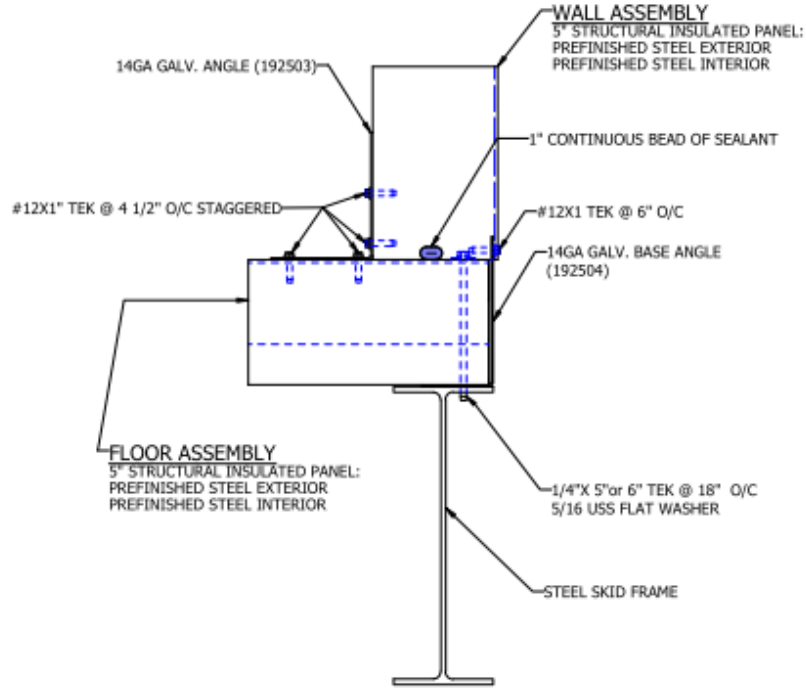 WALL ASSEMBLY
5" STRUCTURAL INSULATED PANEL:
PREFINISHED STEEL EXTERIOR
PREFINISHED STEEL INTERIOR
14GA GALV. ANGLE (192503)
1" CONTINUOUS BEAD OF SEALANT
#12X1" TEK @ 4 1/2" O/C STAGGERED
#12X1 TEK @ 6" O/C
14GA GALV. BASE ANGLE
(192504)
FLOOR ASSEMBLY
5" STRUCTURAL INSULATED PANEL:
PREFINISHED STEEL EXTERIOR
PREFINISHED STEEL INTERIOR
1/4"X 5"or 6" TEK @ 18" O/C
5/16 USS FLAT WASHER
STEEL SKID FRAME